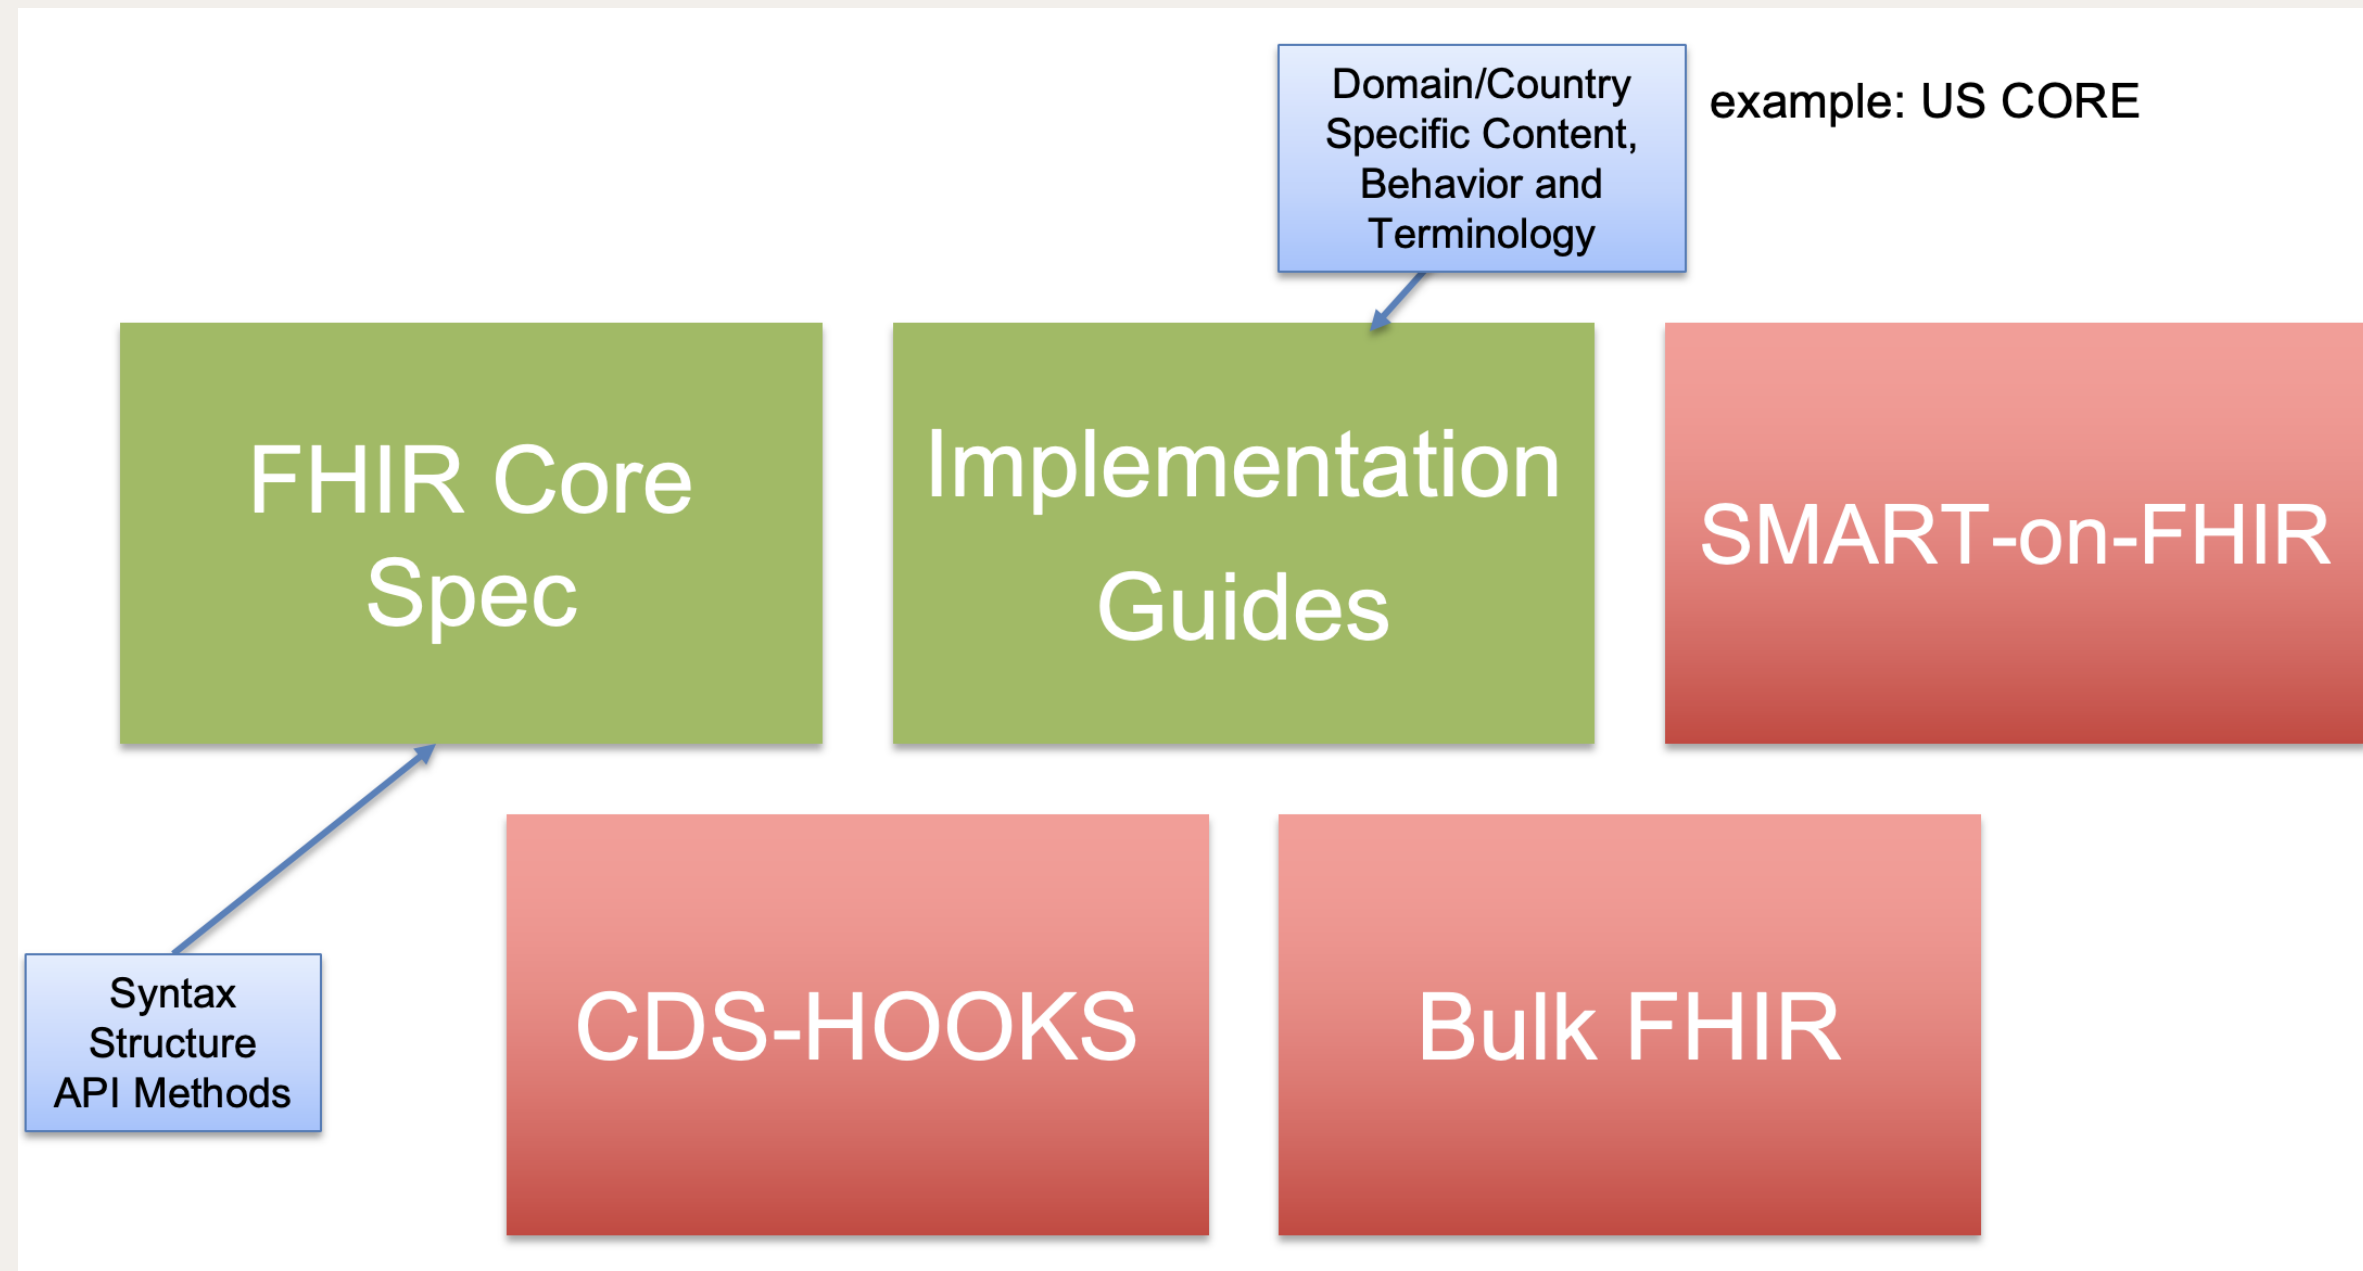 Domain/Country
Specific Content,
Behavior and
Terminology
example: US CORE
FHIR Core
Spec
Implementation
Guides
SMART-on-FHIR
Syntax
Structure
API Methods
CDS-HOOKS
Bulk FHIR